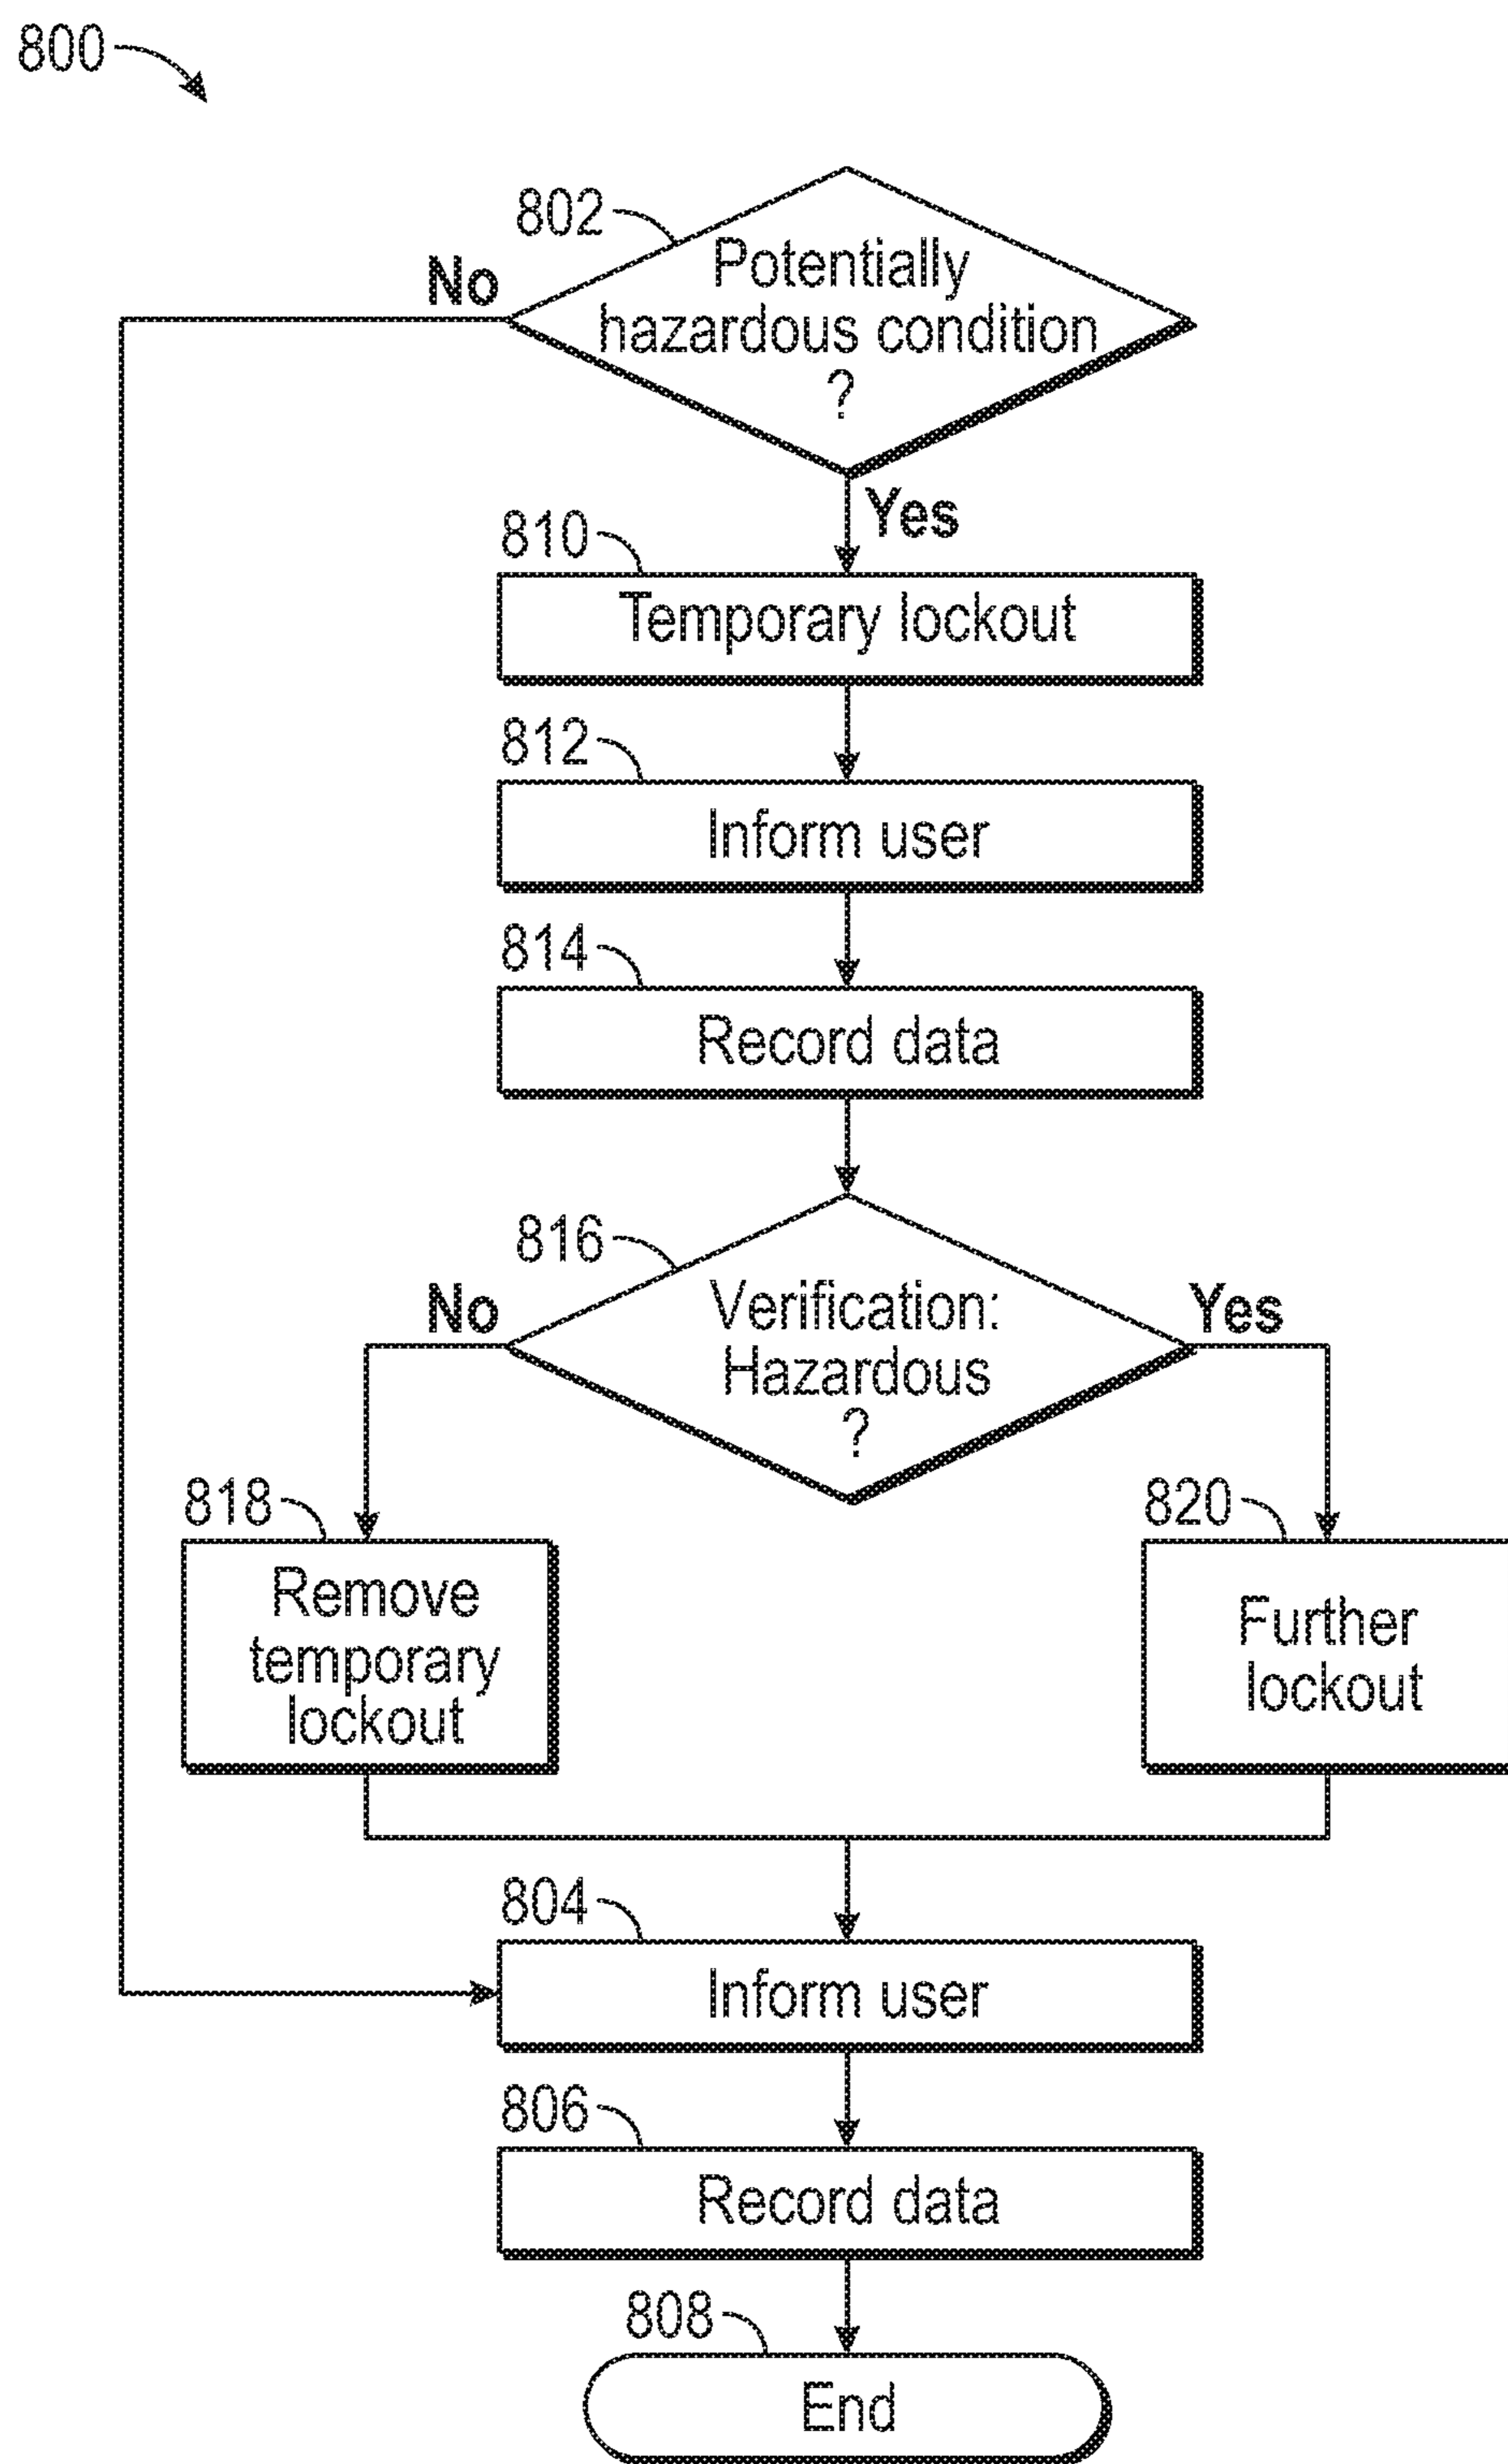 800
802
No
Potentially
hazardous condition
?
Yes
810
Temporary lockout
812
Inform user
814
Record data
816
No
Verification:
Hazardous
?
Yes
818
Remove
temporary
lockout
820
Further
lockout
804
Inform user
806
Record data
808
End